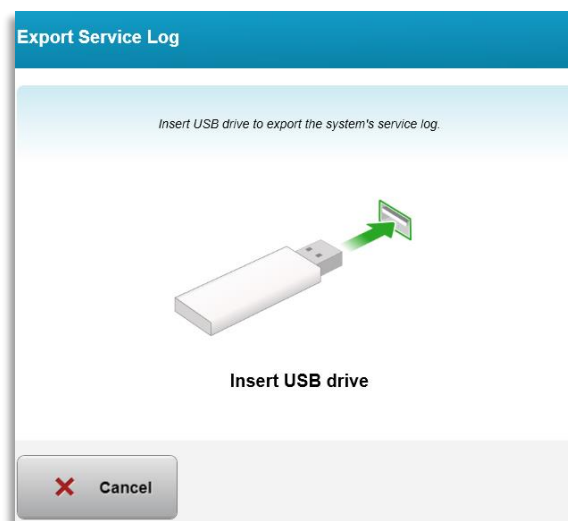 Export Service Log
Insert USB drive to export the system's service log.
Insert USB drive
Cancel